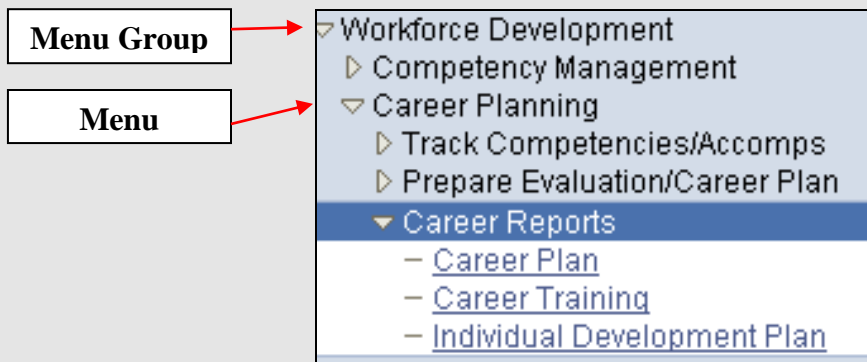 Menu Group
Workforce Development
Competency Management
Menu
Career Planning
Track Competencies/Accomps
Prepare Evaluation/Career Plan
Career Reports
Career Plan
Career Training
Individual Development Plan